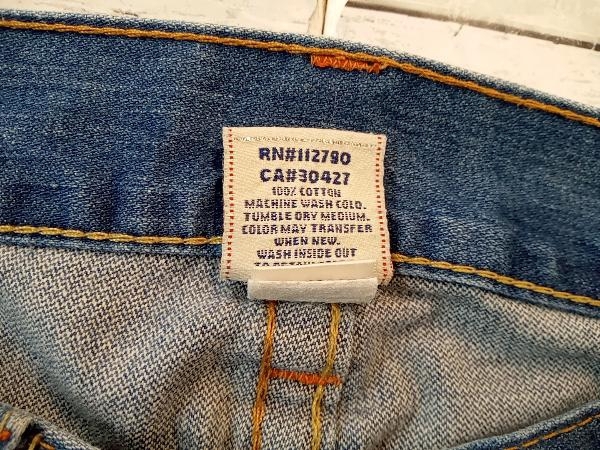 RN#112790
CA#30427
100% COTTON
MACHINE WASH COLD.
TUMBLE DRY MEDIUM.
COLOR MAY TRANSFER
WHEN NEW.
WASH INSIDE OUT